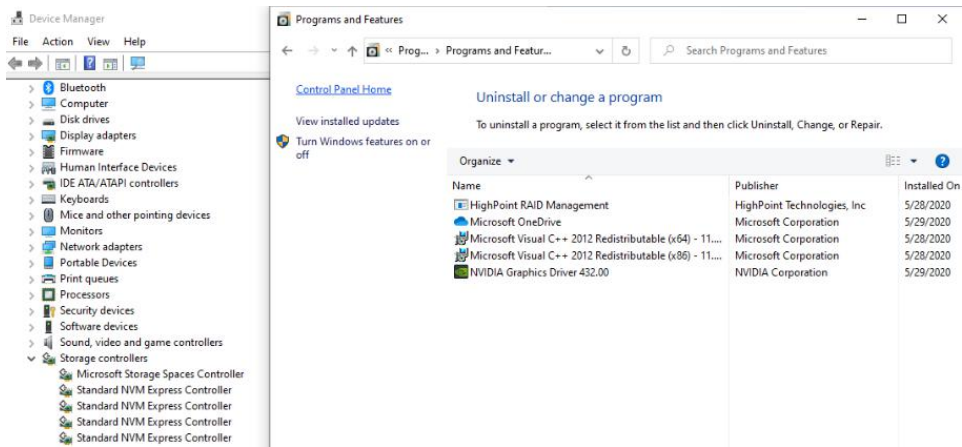 Device Manager
File Action View Help
Bluetooth
Computer
Disk drives
Display adapters
Firmware
Human Interface Devices
IDE ATA/ATAPI controllers
Keyboards
Mice and other pointing devices
Monitors
Network adapters
Portable Devices
Print queues
Processors
Security devices
Software devices
Sound, video and game controllers
Storage controllers
Microsoft Storage Spaces Controller
Standard NVM Express Controller
Standard NVM Express Controller
Standard NVM Express Controller
Standard NVM Express Controller
Programs and Features
« Prog... › Programs and Featur...
Search Programs and Features
Control Panel Home
View installed updates
Turn Windows features on or
off
Uninstall or change a program
To uninstall a program, select it from the list and then click Uninstall, Change, or Repair.
Organize
Name Publisher Installed On
HighPoint RAID Management HighPoint Technologies, Inc 5/28/2020
Microsoft OneDrive Microsoft Corporation 5/29/2020
Microsoft Visual C++ 2012 Redistributable (x64) - 11.... Microsoft Corporation 5/28/2020
Microsoft Visual C++ 2012 Redistributable (x86) - 11.... Microsoft Corporation 5/28/2020
NVIDIA Graphics Driver 432.00 NVIDIA Corporation 5/29/2020